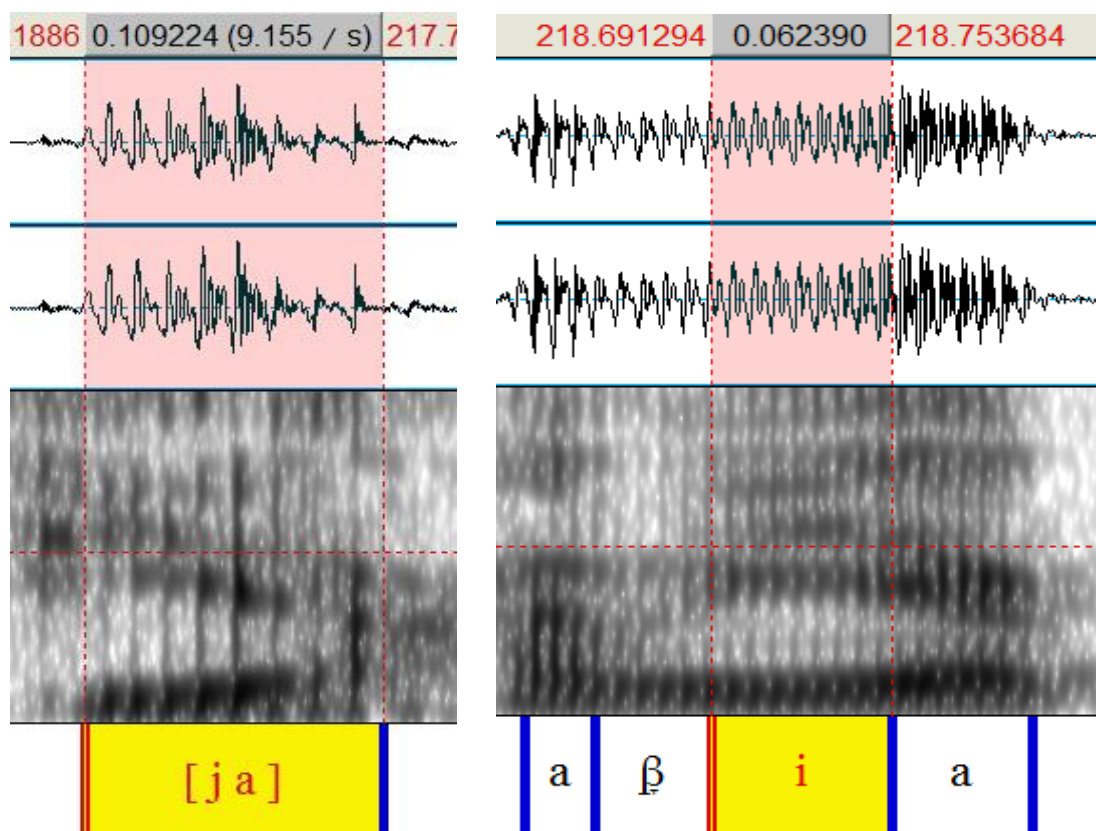 1886 0.109224 (9.155 / s) 217.7
218.691294 0.062390 218.753684
[ j a ]
a β̞ i a